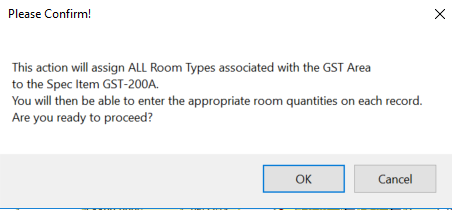 Please Confirm!
This action will assign ALL Room Types associated with the GST Area
to the Spec Item GST-200A.
You will then be able to enter the appropriate room quantities on each record.
Are you ready to proceed?
OK
Cancel